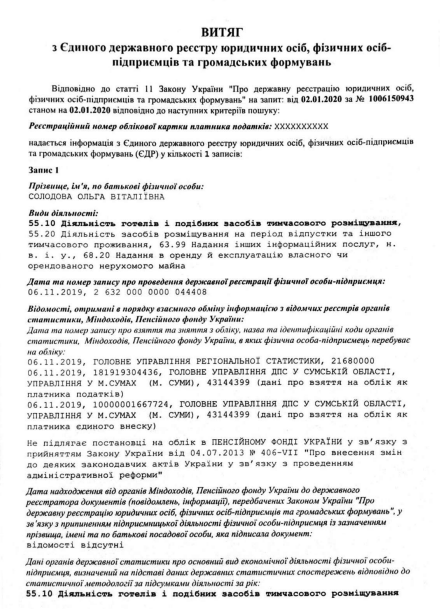 ВИТЯГ
з Єдиного державного реєстру юридичних осіб, фізичних осіб-
підприємців та громадських формувань
Відповідно до статті 11 Закону України "Про державну реєстрацію юридичних осіб,
фізичних осіб-підприємців та громадських формувань" на запит: від 02.01.2020 за № 1006150943
станом на 02.01.2020 відповідно до наступних критеріїв пошуку:
Реєстраційний номер облікової картки платника податків: XXXXXXXXXX
надається інформація з Єдиного державного реєстру юридичних осіб, фізичних осіб-підприємців
та громадських формувань (ЄДР) у кількості 1 записів:
Запис 1
Прізвище, ім'я, по батькові фізичної особи:
СОЛОДОВА ОЛЬГА ВІТАЛІІВНА
Види діяльності:
55.10 Діяльність готелів і подібних засобів тимчасового розміщування,
55.20 Діяльність засобів розміщування на період відпустки та іншого
тимчасового проживання, 63.99 Надання інших інформаційних послуг, н.
в. і. у., 68.20 Надання в оренду й експлуатацію власного чи
орендованого нерухомого майна
Дата та номер запису про проведення державної реєстрації фізичної особи-підприємця:
06.11.2019, 2 632 000 0000 044408
Відомості, отримані в порядку взаємного обміну інформацією з відомчих реєстрів органів
статистики, Міндоходів, Пенсійного фонду України:
Дата та номер запису про взяття та зняття з обліку, назва та ідентифікаційні коди органів
статистики, Міндоходів, Пенсійного фонду України, в яких фізична особа-підприємець перебуває
на обліку:
06.11.2019, ГОЛОВНЕ УПРАВЛІННЯ РЕГІОНАЛЬНОЇ СТАТИСТИКИ, 21680000
06.11.2019, 181919304436, ГОЛОВНЕ УПРАВЛІННЯ ДПС У СУМСЬКІЙ ОБЛАСТІ,
УПРАВЛІННЯ У М.СУМАХ (М. СУМИ), 43144399 (дані про взяття на облік як
платника податків)
06.11.2019, 10000001667724, ГОЛОВНЕ УПРАВЛІННЯ ДПС У СУМСЬКІЙ ОБЛАСТІ,
УПРАВЛІННЯ У М.СУМАХ (М. СУМИ), 43144399 (дані про взяття на облік як
платника єдиного внеску)
Не підлягає постановці на облік в ПЕНСІЙНОМУ ФОНДІ УКРАЇНИ у зв'язку з
прийняттям Закону України від 04.07.2013 № 406-VII "Про внесення змін
до деяких законодавчих актів України у зв'язку з проведенням
адміністративної реформи"
Дата надходження від органів Міндоходів, Пенсійного фонду України до державного
реєстратора документів (повідомлень, інформації), передбачених Законом України "Про
державну реєстрацію юридичних осіб, фізичних осіб-підприємців та громадських формувань", у
зв'язку з припиненням підприємницької діяльності фізичної особи-підприємця із зазначенням
прізвища, імені та по батькові посадової особи, яка підписала документ:
відомості відсутні
Дані органів державної статистики про основний вид економічної діяльності фізичної особи-
підприємця, визначений на підставі даних державних статистичних спостережень відповідно до
статистичної методології за підсумками діяльності за рік:
55.10 Діяльність готелів і подібних засобів тимчасового розміщування